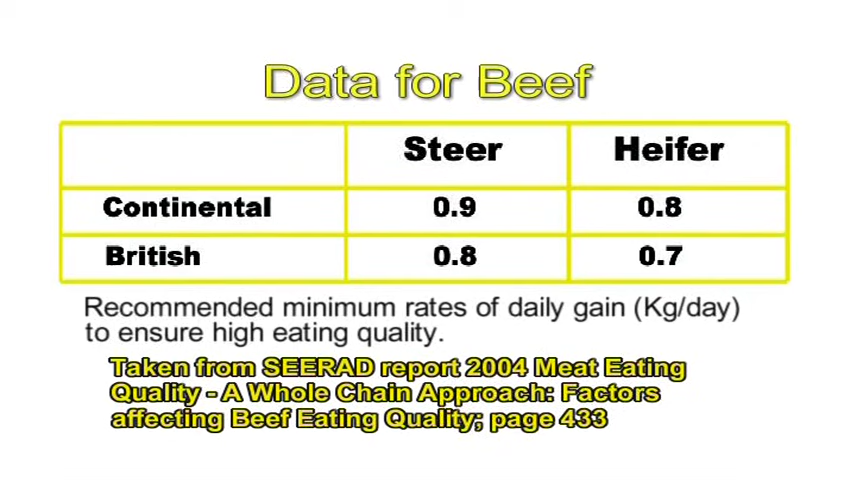 Data for Beef
Steer Heifer
Continental 0.9 0.8
British 0.8 0.7
Recommended minimum rates of daily gain (Kg/day)
to ensure high eating quality.
Taken from SEERAD report 2004 Meat Eating
Quality - A Whole Chain Approach: Factors
affecting Beef Eating Quality; page 433